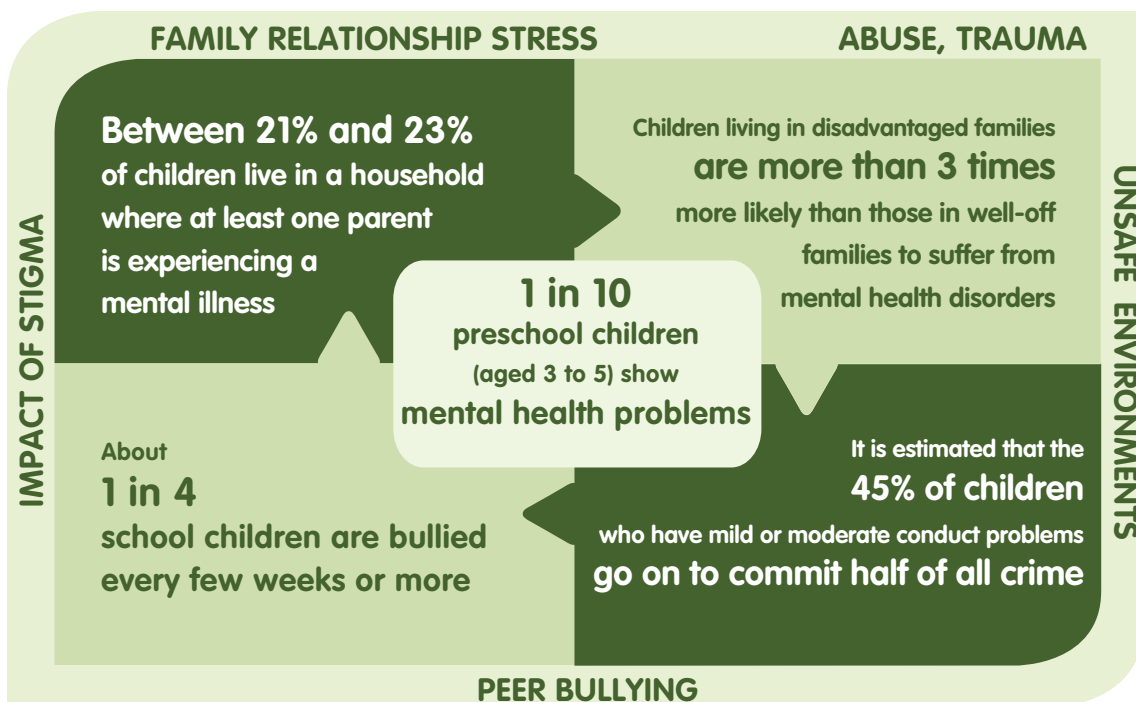 FAMILY RELATIONSHIP STRESS
ABUSE, TRAUMA
IMPACT OF STIGMA
Between 21% and 23%
of children live in a household
where at least one parent
is experiencing a
mental illness
Children living in disadvantaged families
are more than 3 times
more likely than those in well-off
families to suffer from
mental health disorders
UNSAFE ENVIRONMENTS
1 in 10
preschool children
(aged 3 to 5) show
mental health problems
About
1 in 4
school children are bullied
every few weeks or more
It is estimated that the
45% of children
who have mild or moderate conduct problems
go on to commit half of all crime
PEER BULLYING